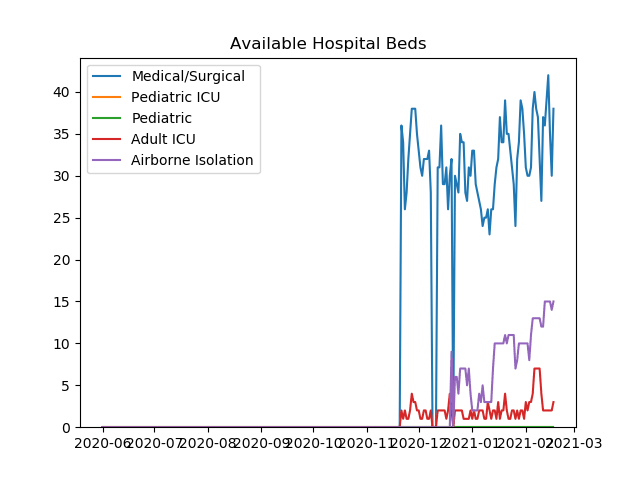 Available Hospital Beds
Medical/Surgical
Pediatric ICU
Pediatric
Adult ICU
Airborne Isolation
40
35
30
25
20
15
10
5
0
2020-06 2020-07 2020-08 2020-09 2020-10 2020-11 2020-12 2021-01 2021-02 2021-03